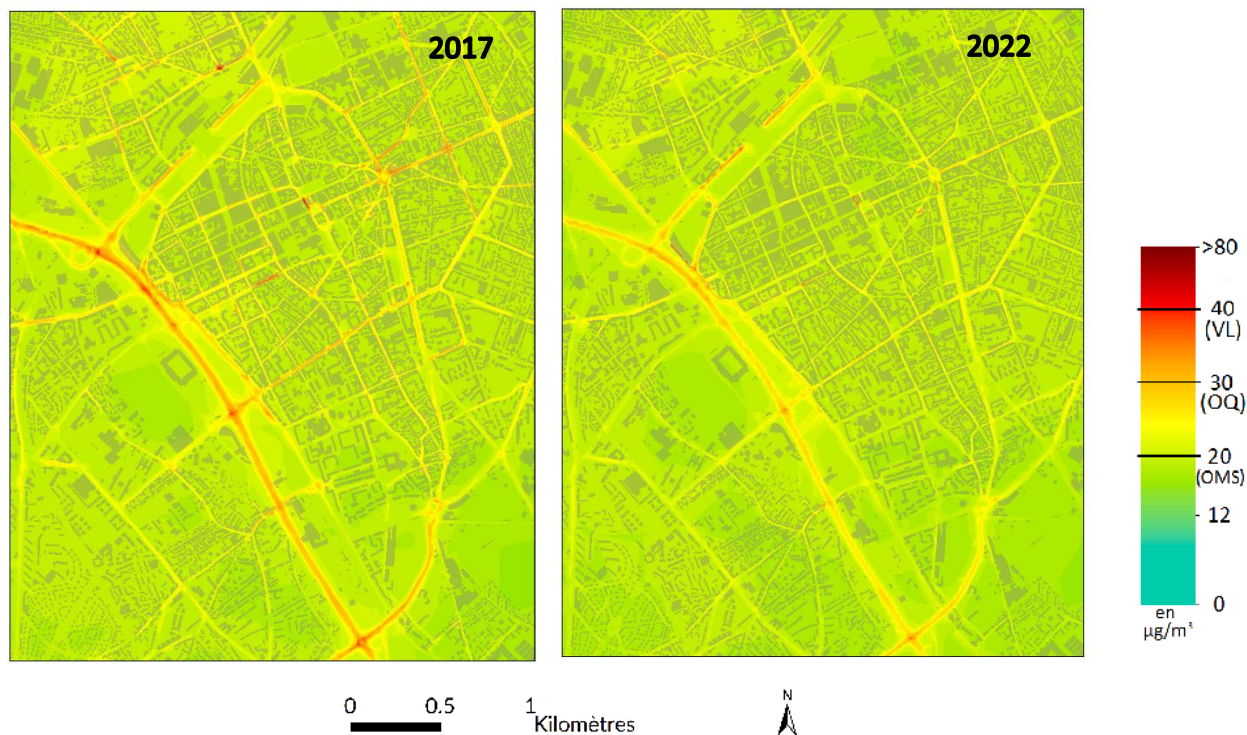 2017
2022
>80
40
(VL)
30
(OQ)
20
(OMS)
12
0
en
µg/m³
0 0.5 1
Kilomètres
N